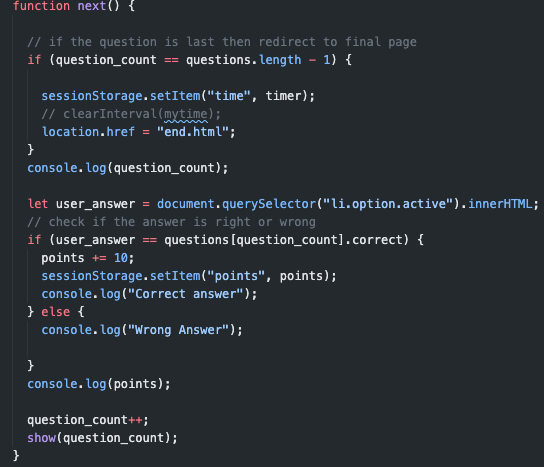 function next() {
// if the question is last then redirect to final page
if (question_count == questions.length - 1) {
sessionStorage.setItem("time", timer);
// clearInterval(mytime);
location.href = "end.html";
}
console.log(question_count);
let user_answer = document.querySelector("li.option.active").innerHTML;
// check if the answer is right or wrong
if (user_answer == questions[question_count].correct) {
points += 10;
sessionStorage.setItem("points", points);
console.log("Correct answer");
} else {
console.log("Wrong Answer");
}
console.log(points);
question_count++;
show(question_count);
}